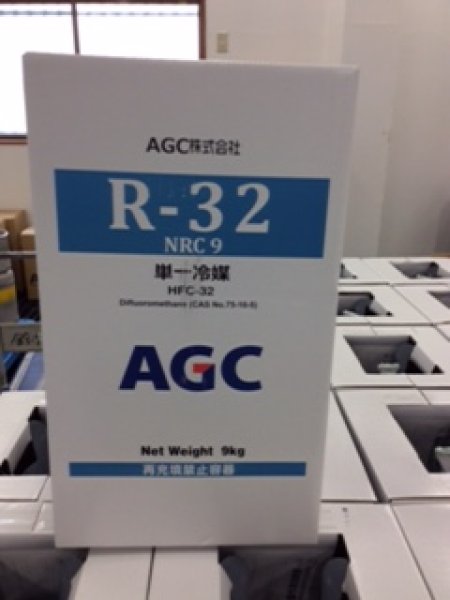 AGC株式会社
R-32
NRC 9
単一冷媒
HFC-32
Difluoromethane (CAS No.75-10-5)
AGC
Net Weight 9kg
再充填禁止容器